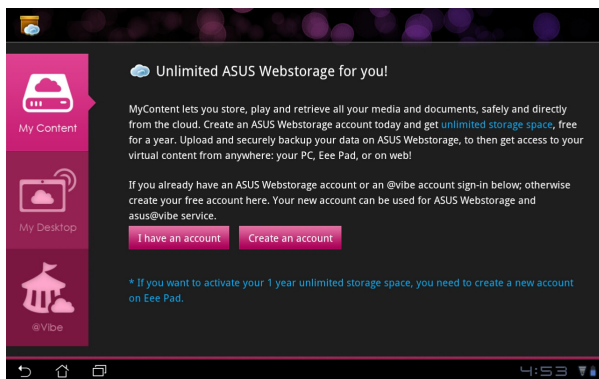 Unlimited ASUS Webstorage for you!
My Content
MyContent lets you store, play and retrieve all your media and documents, safely and directly
from the cloud. Create an ASUS Webstorage account today and get unlimited storage space, free
for a year. Upload and securely backup your data on ASUS Webstorage, to then get access to your
virtual content from anywhere: your PC, Eee Pad, or on web!
If you already have an ASUS Webstorage account or an @vibe account sign-in below; otherwise
create your free account here. Your new account can be used for ASUS Webstorage and
asus@vibe service.
My Desktop
I have an account Create an account
* If you want to activate your 1 year unlimited storage space, you need to create a new account
on Eee Pad.
@Vibe
4:53